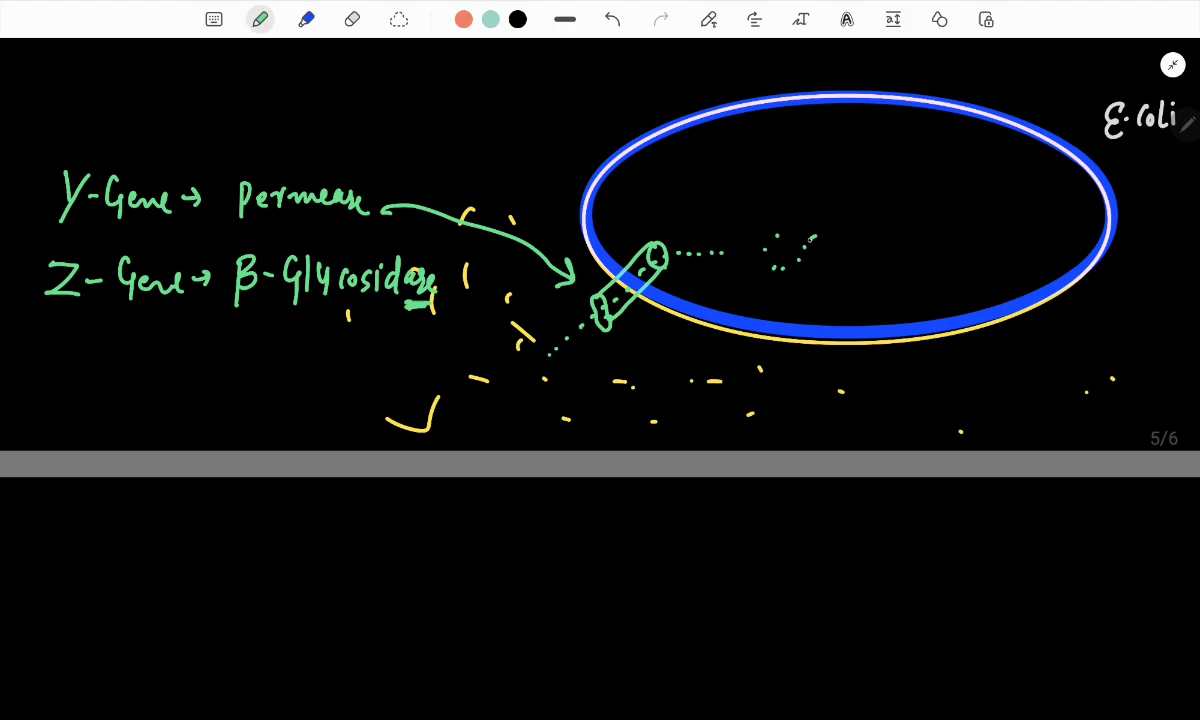 E.coli
Y-Gene → Permease
Z-Gene → β-Glycosidase
5/6